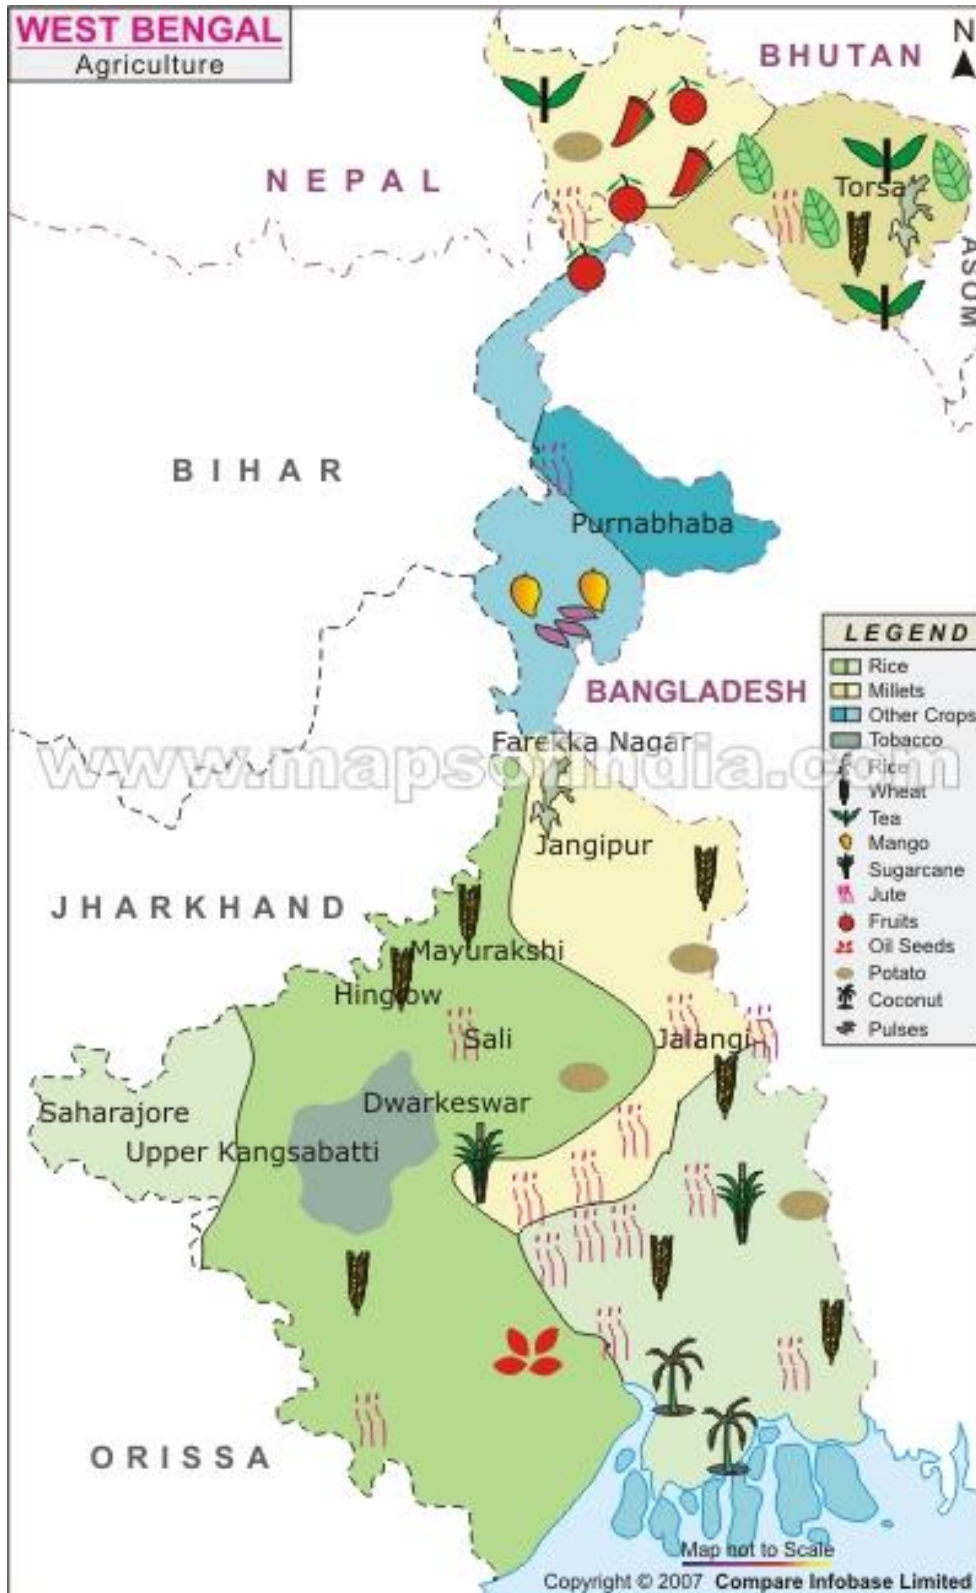 WEST BENGAL
Agriculture
N
BHUTAN
NEPAL
Torsa
ASOM
BIHAR
Purnabhaba
BANGLADESH
LEGEND
Rice
Millets
Other Crops
Tobacco
Rice
Wheat
Tea
Mango
Sugarcane
Jute
Fruits
Oil Seeds
Potato
Coconut
Pulses
Farekka Nagar
www.mapsofindia.com
Jangipur
JHARKHAND
Mayurakshi
Hinglow
Sali
Jalangi
Dwarkeswar
Saharajore
Upper Kangsabatti
ORISSA
Map not to Scale
Copyright © 2007 Compare Infobase Limited